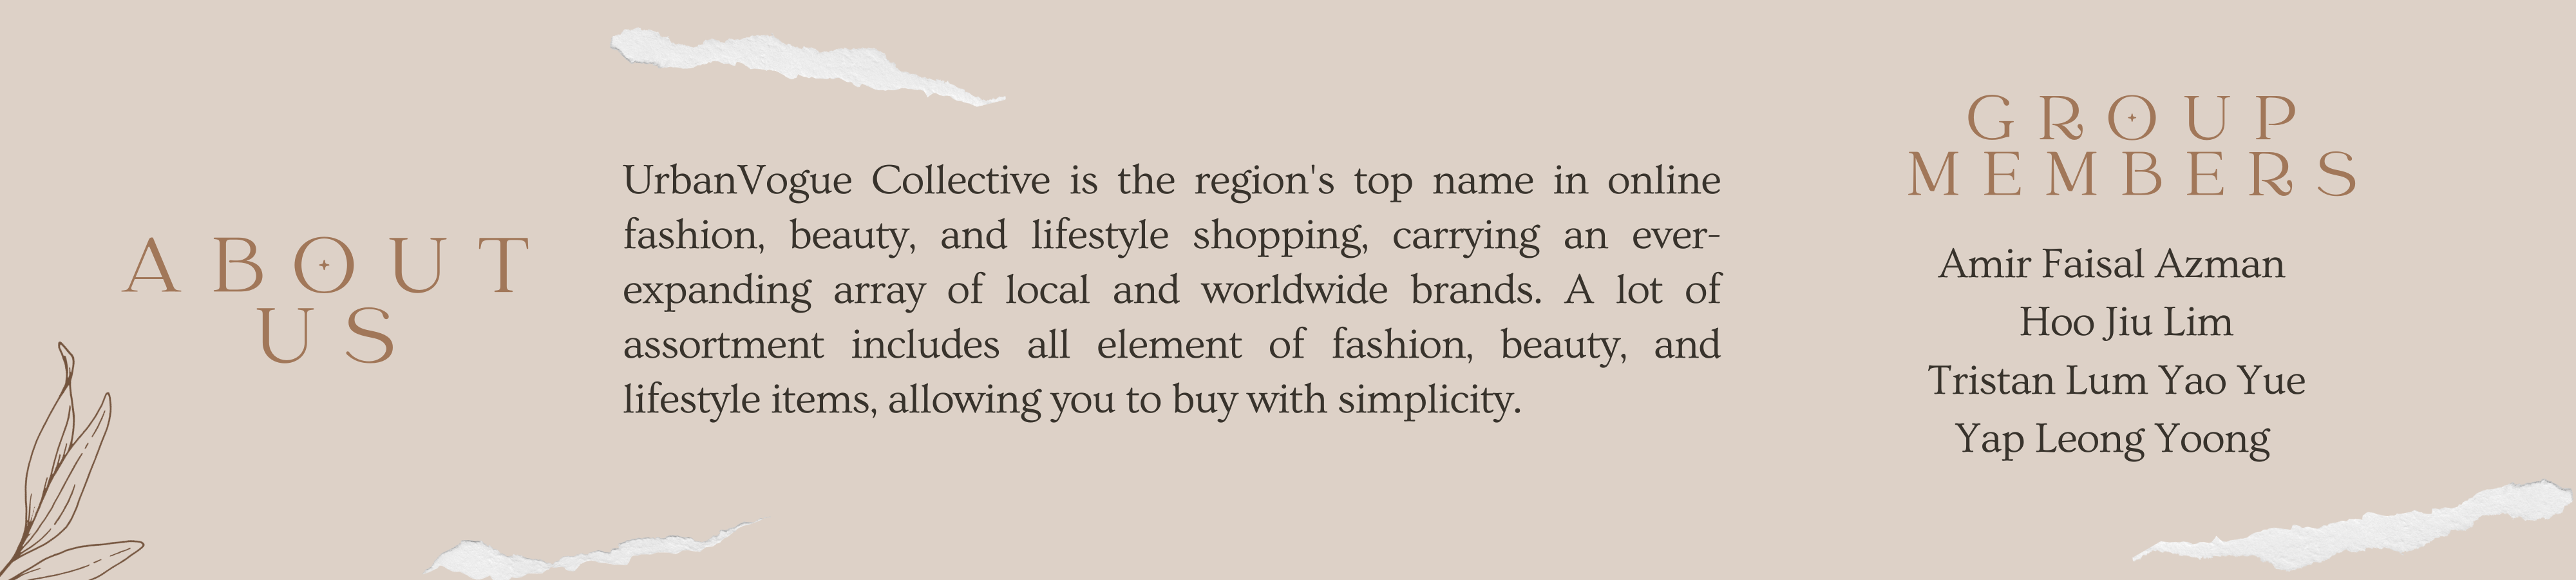 ABOUT
US
UrbanVogue Collective is the region's top name in online
fashion, beauty, and lifestyle shopping, carrying an ever-
expanding array of local and worldwide brands. A lot of
assortment includes all element of fashion, beauty, and
lifestyle items, allowing you to buy with simplicity.
GROUP
MEMBERS
Amir Faisal Azman
Hoo Jiu Lim
Tristan Lum Yao Yue
Yap Leong Yoong